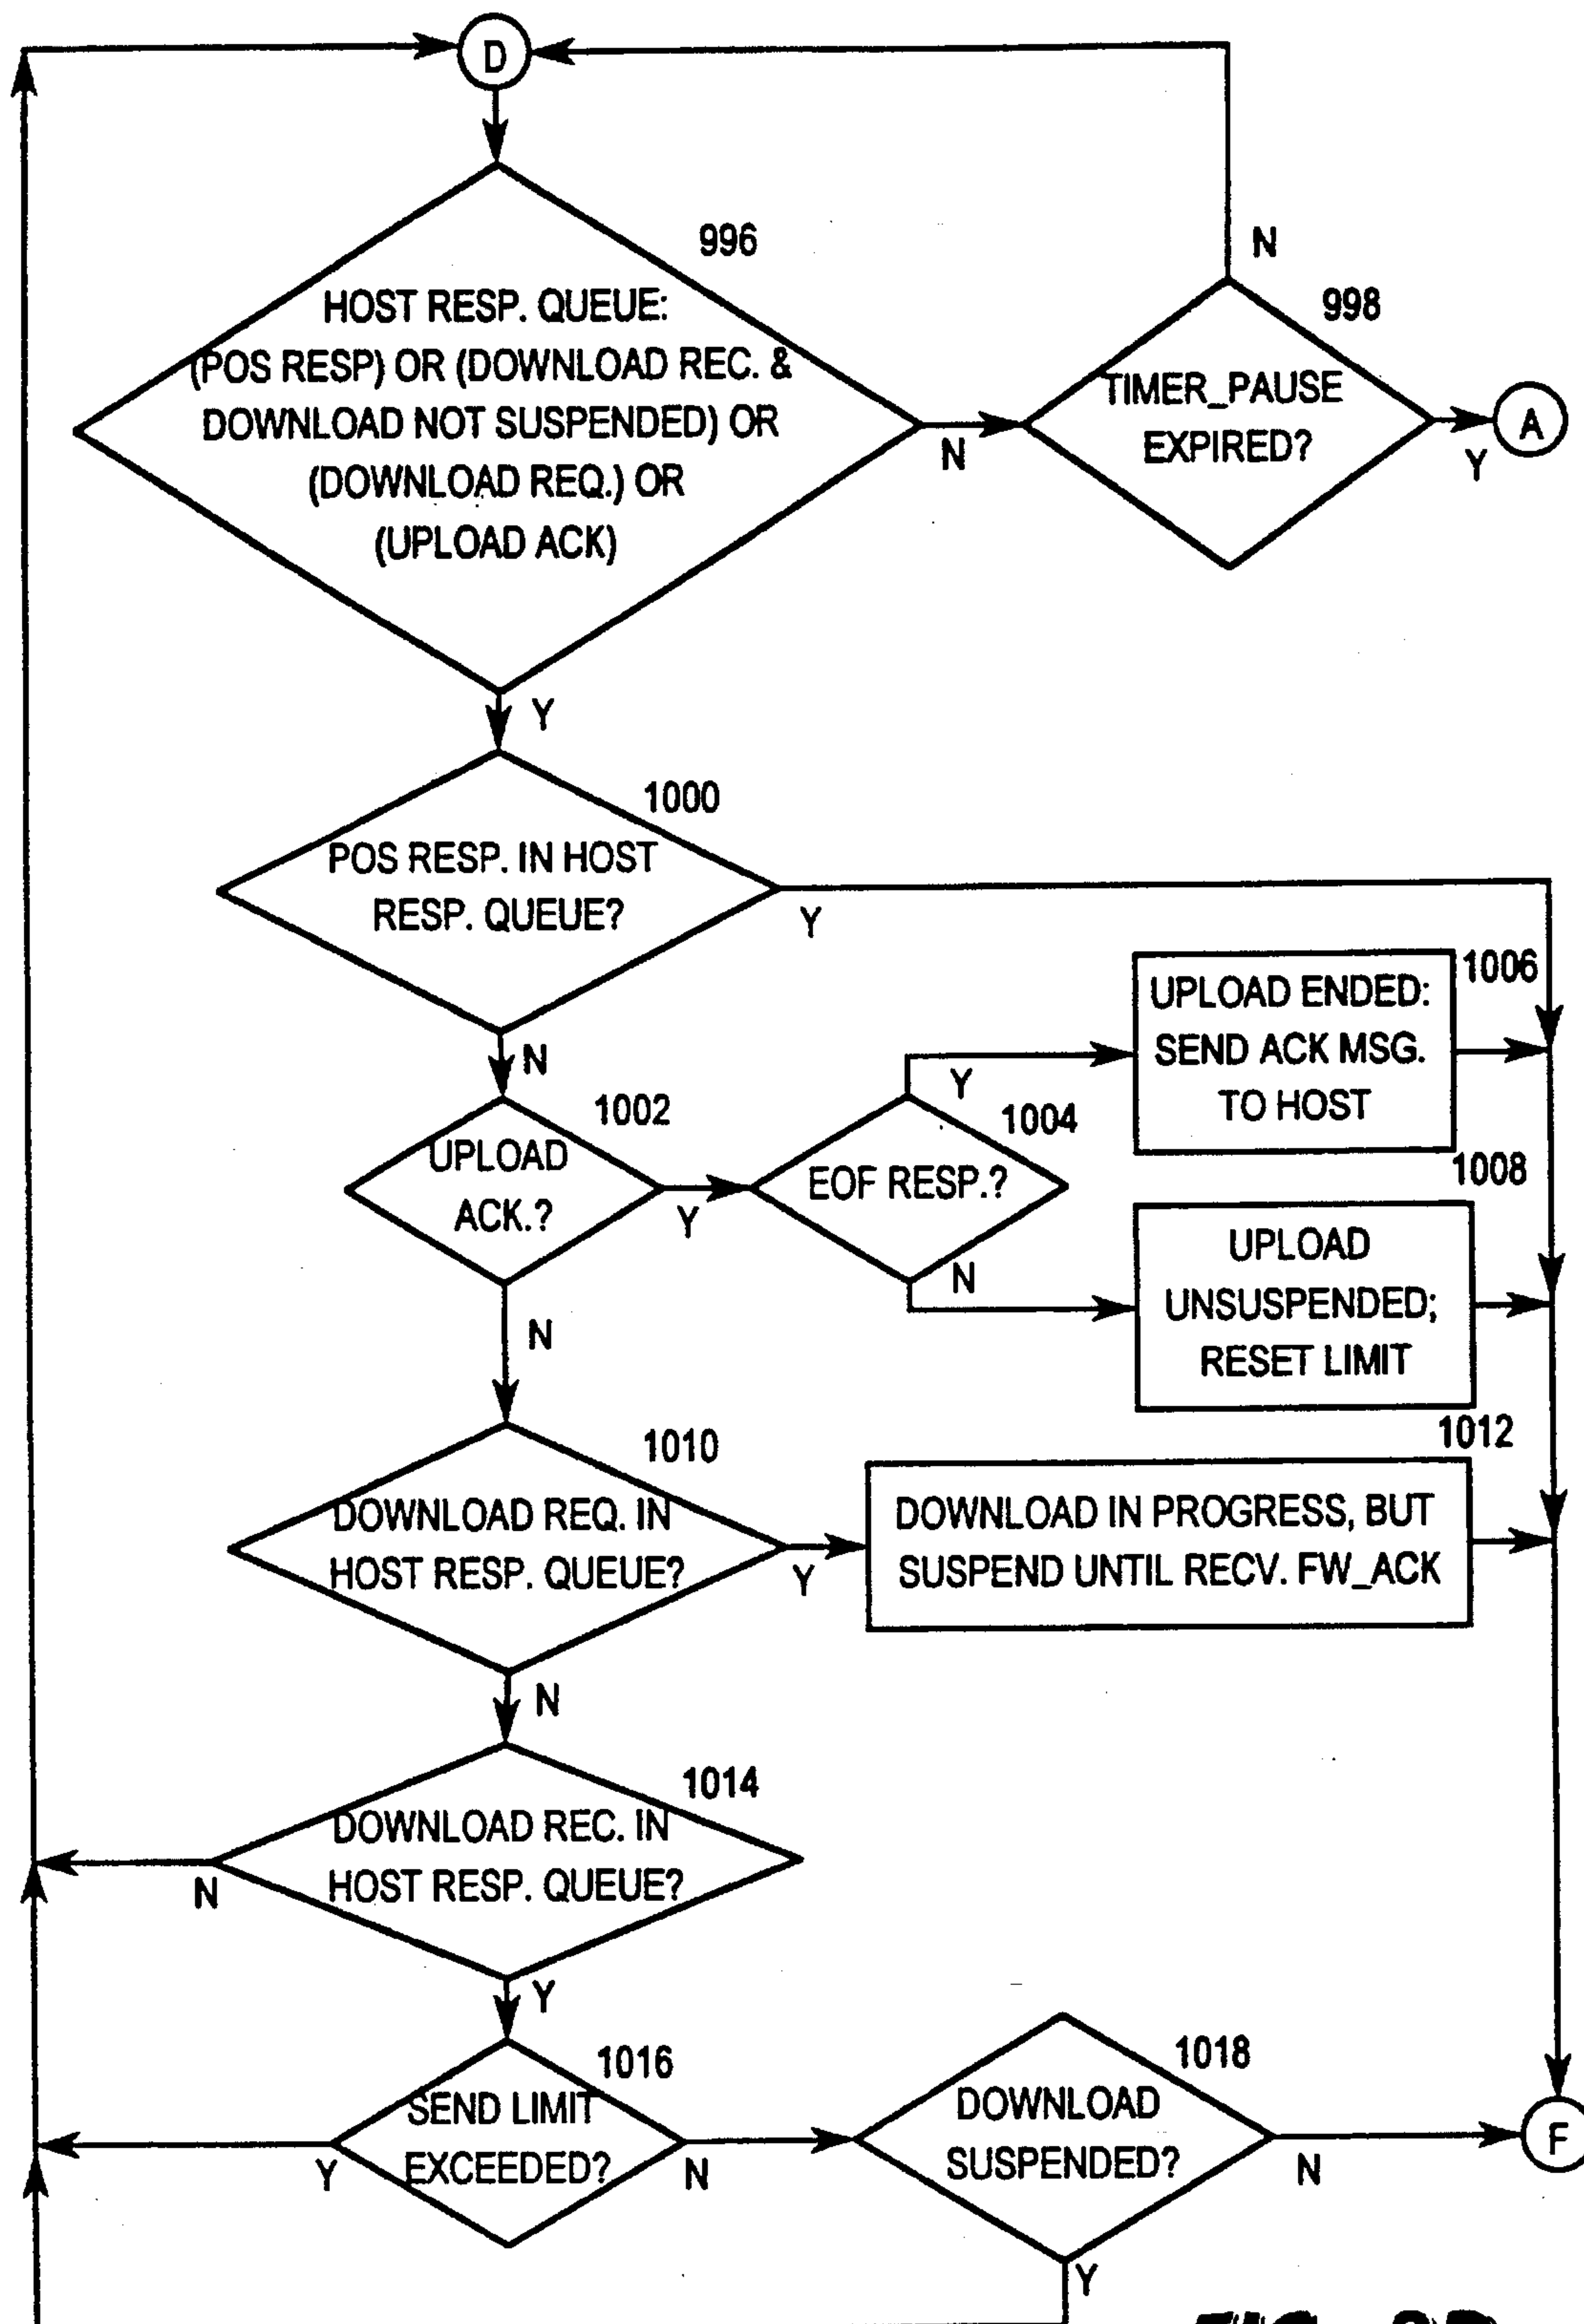 D
996
HOST RESP. QUEUE:
(POS RESP) OR (DOWNLOAD REC. &
DOWNLOAD NOT SUSPENDED) OR
(DOWNLOAD REQ.) OR
(UPLOAD ACK)
N
998
TIMER_PAUSE
EXPIRED?
N
Y
A
Y
1000
POS RESP. IN HOST
RESP. QUEUE?
Y
N
1002
UPLOAD
ACK.?
Y
1004
EOF RESP.?
Y
1006
UPLOAD ENDED:
SEND ACK MSG.
TO HOST
N
1008
UPLOAD
UNSUSPENDED;
RESET LIMIT
N
1010
DOWNLOAD REQ. IN
HOST RESP. QUEUE?
Y
1012
DOWNLOAD IN PROGRESS, BUT
SUSPEND UNTIL RECV. FW_ACK
N
1014
DOWNLOAD REC. IN
HOST RESP. QUEUE?
N
Y
1016
SEND LIMIT
EXCEEDED?
Y
N
1018
DOWNLOAD
SUSPENDED?
N
F
Y